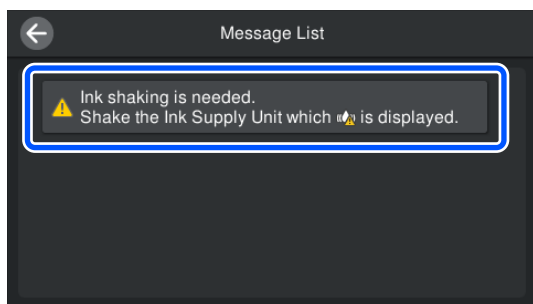 Message List
Ink shaking is needed.
Shake the Ink Supply Unit which is displayed.